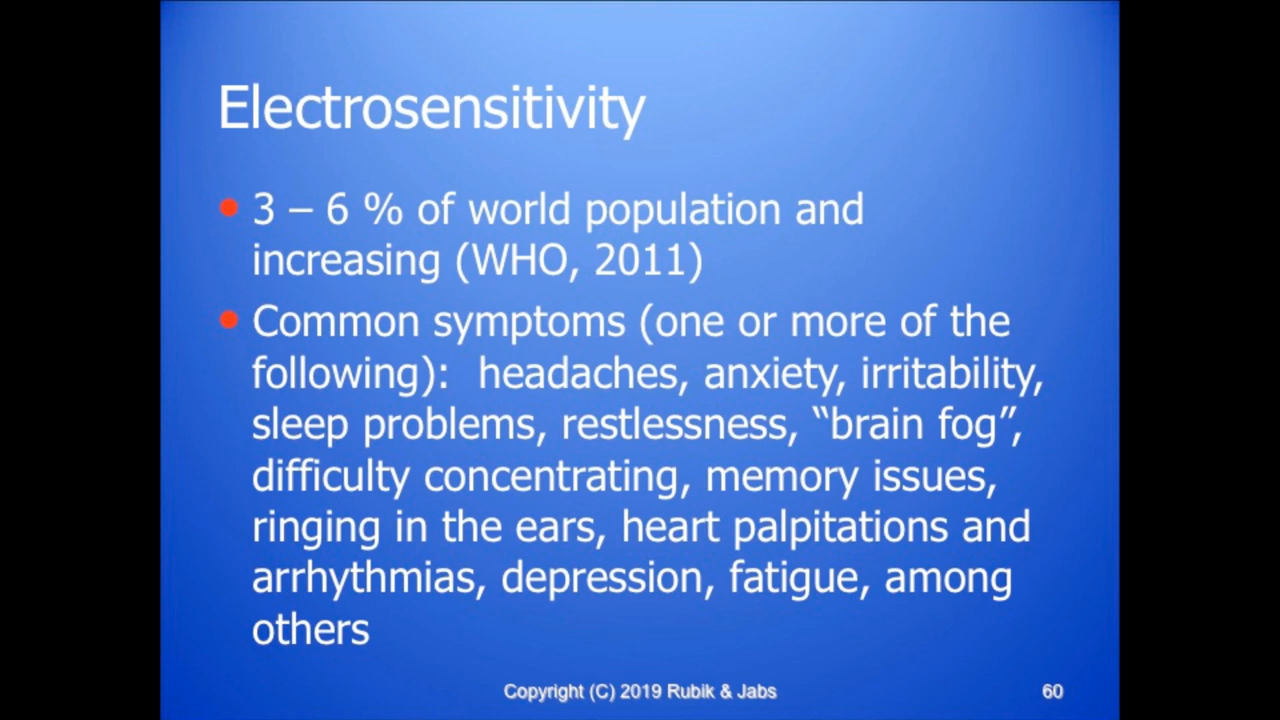 Electrosensitivity
3 – 6 % of world population and
increasing (WHO, 2011)
Common symptoms (one or more of the
following):  headaches, anxiety, irritability,
sleep problems, restlessness, “brain fog”,
difficulty concentrating, memory issues,
ringing in the ears, heart palpitations and
arrhythmias, depression, fatigue, among
others
Copyright (C) 2019 Rubik & Jabs
60